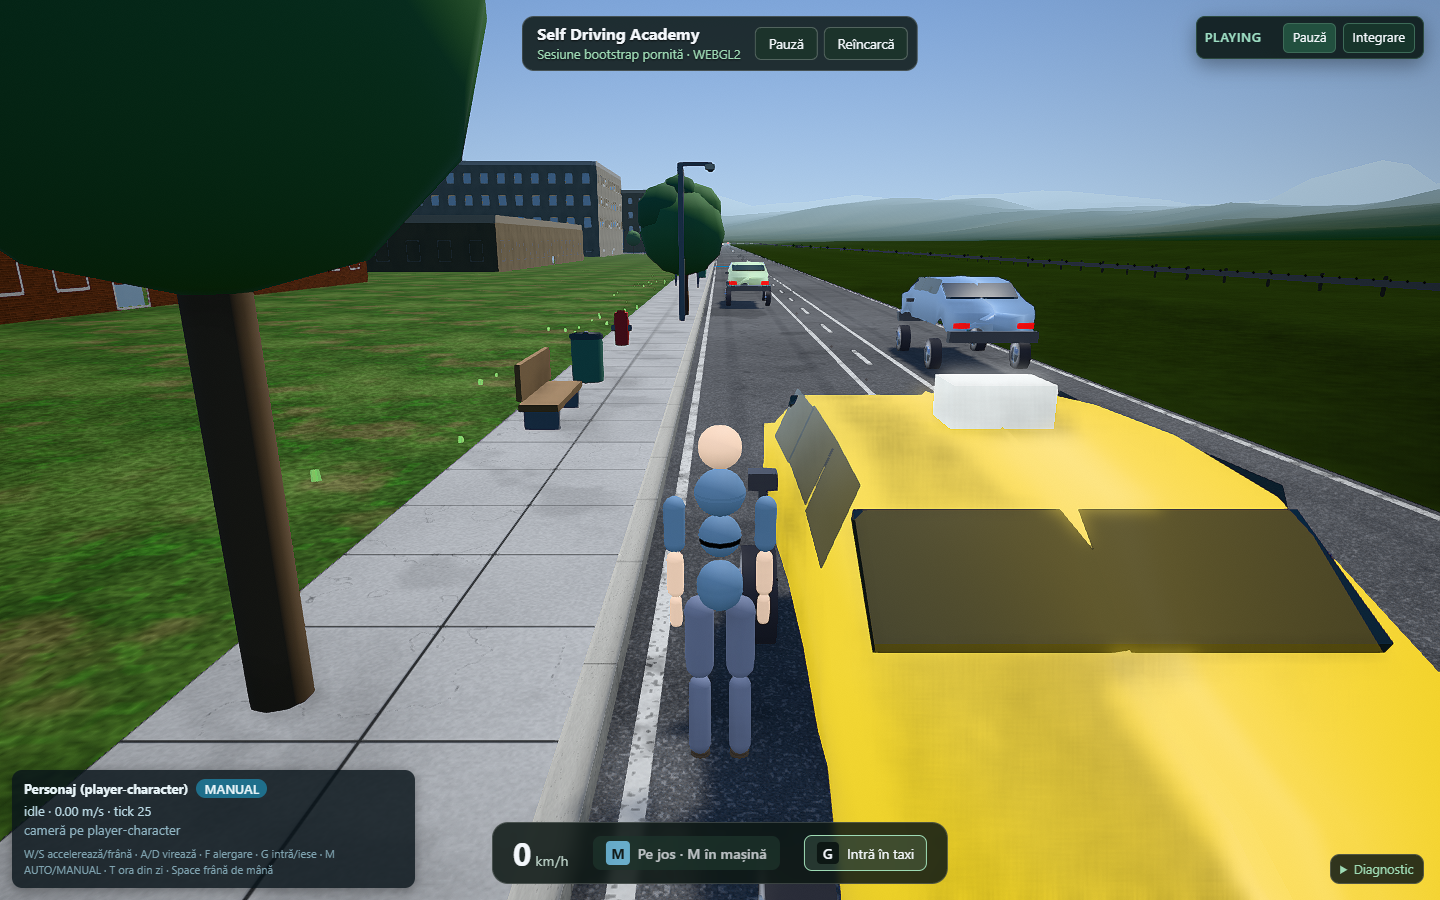 Self Driving Academy
Sesiune bootstrap pornită · WEBGL2
Pauză
Reîncarcă
PLAYING
Pauză
Integrare
Personaj (player-character)
MANUAL
idle · 0.00 m/s · tick 25
cameră pe player-character
W/S accelerează/frână · A/D virează · F alergare · G intră/iese · M
AUTO/MANUAL · T ora din zi · Space frână de mână
0 km/h
M Pe jos · M în mașină
G Intră în taxi
▶ Diagnostic